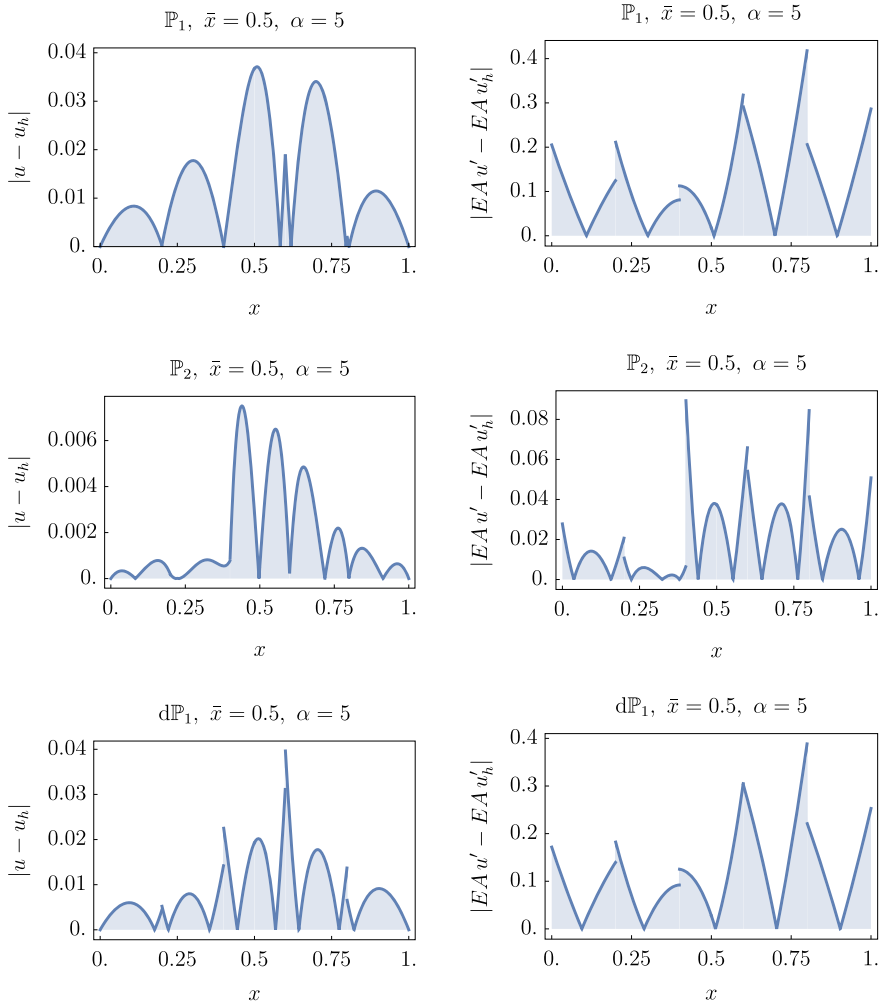 ℙ₁, x̄ = 0.5, α = 5
|u − uₕ|
0.04
0.03
0.02
0.01
0.
0. 0.25 0.5 0.75 1.
x
ℙ₁, x̄ = 0.5, α = 5
|EA u′ − EA u′ₕ|
0.4
0.3
0.2
0.1
0.
0. 0.25 0.5 0.75 1.
x
ℙ₂, x̄ = 0.5, α = 5
|u − uₕ|
0.006
0.004
0.002
0.
0. 0.25 0.5 0.75 1.
x
ℙ₂, x̄ = 0.5, α = 5
|EA u′ − EA u′ₕ|
0.08
0.06
0.04
0.02
0.
0. 0.25 0.5 0.75 1.
x
dℙ₁, x̄ = 0.5, α = 5
|u − uₕ|
0.04
0.03
0.02
0.01
0.
0. 0.25 0.5 0.75 1.
x
dℙ₁, x̄ = 0.5, α = 5
|EA u′ − EA u′ₕ|
0.4
0.3
0.2
0.1
0.
0. 0.25 0.5 0.75 1.
x